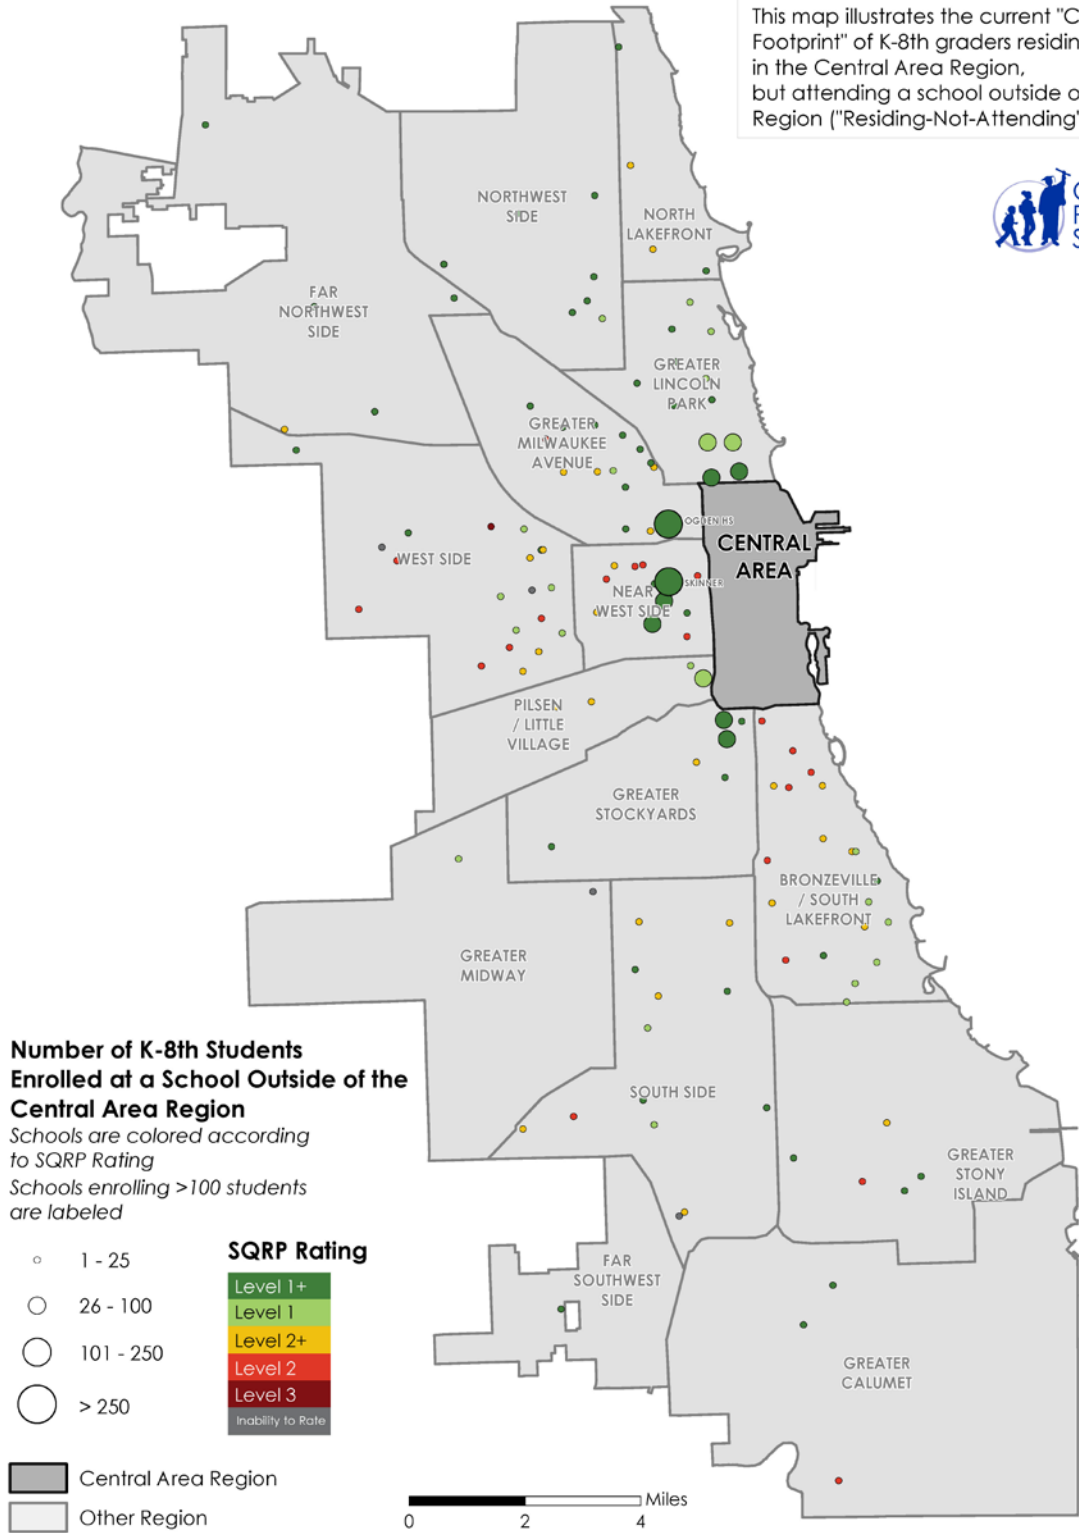 This map illustrates the current "C
Footprint" of K-8th graders residin
in the Central Area Region,
but attending a school outside o
Region ("Residing-Not-Attending"
NORTHWEST
SIDE
NORTH
LAKEFRONT
FAR
NORTHWEST
SIDE
GREATER
LINCOLN
PARK
GREATER
MILWAUKEE
AVENUE
OGDEN HS
CENTRAL
AREA
WEST SIDE
SKINNER
NEAR
WEST SIDE
PILSEN
/ LITTLE
VILLAGE
GREATER
STOCKYARDS
BRONZEVILLE
/ SOUTH
LAKEFRONT
GREATER
MIDWAY
SOUTH SIDE
GREATER
STONY
ISLAND
FAR
SOUTHWEST
SIDE
GREATER
CALUMET
Number of K-8th Students
Enrolled at a School Outside of the
Central Area Region
Schools are colored according
to SQRP Rating
Schools enrolling >100 students
are labeled
1 - 25
26 - 100
101 - 250
> 250
SQRP Rating
Level 1+
Level 1
Level 2+
Level 2
Level 3
Inability to Rate
Central Area Region
Other Region
Miles
0 2 4